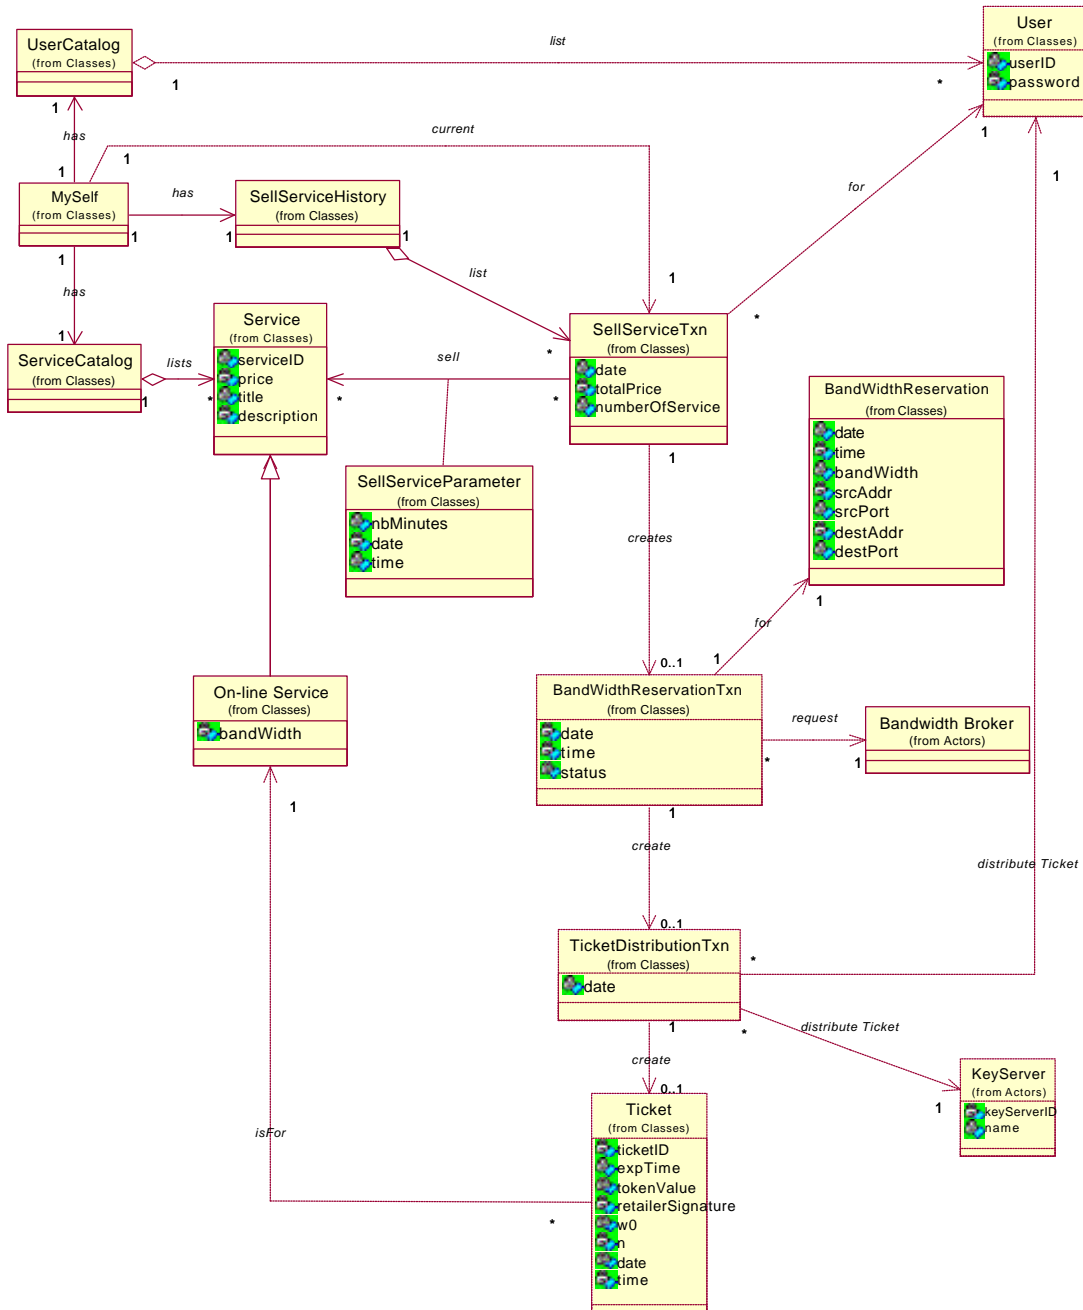 User
(from Classes)
userID
password
UserCatalog
(from Classes)
list
1
*
1
has
1
current
1
1
1
MySelf
(from Classes)
has
SellServiceHistory
(from Classes)
for
1
1
1
1
has
list
1
1
*
Service
(from Classes)
serviceID
price
title
description
SellServiceTxn
(from Classes)
date
totalPrice
numberOfService
ServiceCatalog
(from Classes)
lists
sell
*
1
*
*
*
BandWidthReservation
(from Classes)
date
time
bandWidth
srcAddr
srcPort
destAddr
destPort
1
SellServiceParameter
(from Classes)
nbMinutes
date
time
creates
1
for
0..1
1
On-line Service
(from Classes)
bandWidth
BandWidthReservationTxn
(from Classes)
date
time
status
request
Bandwidth Broker
(from Actors)
*
1
1
1
create
distribute Ticket
0..1
TicketDistributionTxn
(from Classes)
date
*
1
*
distribute Ticket
create
KeyServer
(from Actors)
keyServerID
name
1
0..1
Ticket
(from Classes)
ticketID
expTime
tokenValue
retailerSignature
w0
n
date
time
isFor
*